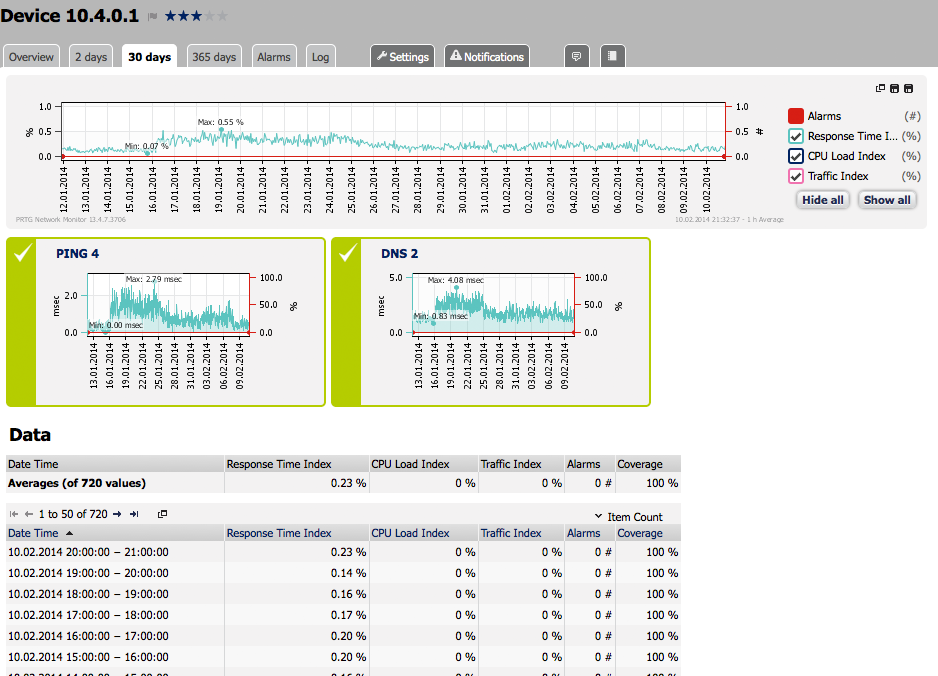 Device 10.4.0.1
Overview 2 days 30 days 365 days Alarms Log Settings Notifications
1.0 0.5 0.0 %
Max: 0.55 %
Min: 0.07 %
1.0 0.5 0.0 #
12.01.2014 13.01.2014 14.01.2014 15.01.2014 16.01.2014 17.01.2014 18.01.2014 19.01.2014 20.01.2014 21.01.2014 22.01.2014 23.01.2014 24.01.2014 25.01.2014 26.01.2014 27.01.2014 28.01.2014 29.01.2014 30.01.2014 31.01.2014 01.02.2014 02.02.2014 03.02.2014 04.02.2014 05.02.2014 06.02.2014 07.02.2014 08.02.2014 09.02.2014 10.02.2014
PRTG Network Monitor 13.4.7.3706 10.02.2014 21:32:37 - 1 h Average
Alarms (#)
Response Time I... (%)
CPU Load Index (%)
Traffic Index (%)
Hide all Show all
PING 4
Max: 2.79 msec
2.0 0.0 msec
Min: 0.00 msec
100.0 50.0 0.0 %
13.01.2014 16.01.2014 19.01.2014 22.01.2014 25.01.2014 28.01.2014 31.01.2014 03.02.2014 06.02.2014 09.02.2014
DNS 2
Max: 4.08 msec
5.0 0.0 msec
Min: 0.83 msec
100.0 50.0 0.0 %
13.01.2014 16.01.2014 19.01.2014 22.01.2014 25.01.2014 28.01.2014 31.01.2014 03.02.2014 06.02.2014 09.02.2014
Data
Date Time Response Time Index CPU Load Index Traffic Index Alarms Coverage
Averages (of 720 values) 0.23 % 0 % 0 % 0 # 100 %
1 to 50 of 720 Item Count
Date Time Response Time Index CPU Load Index Traffic Index Alarms Coverage
10.02.2014 20:00:00 – 21:00:00 0.23 % 0 % 0 % 0 # 100 %
10.02.2014 19:00:00 – 20:00:00 0.14 % 0 % 0 % 0 # 100 %
10.02.2014 18:00:00 – 19:00:00 0.16 % 0 % 0 % 0 # 100 %
10.02.2014 17:00:00 – 18:00:00 0.17 % 0 % 0 % 0 # 100 %
10.02.2014 16:00:00 – 17:00:00 0.20 % 0 % 0 % 0 # 100 %
10.02.2014 15:00:00 – 16:00:00 0.20 % 0 % 0 % 0 # 100 %